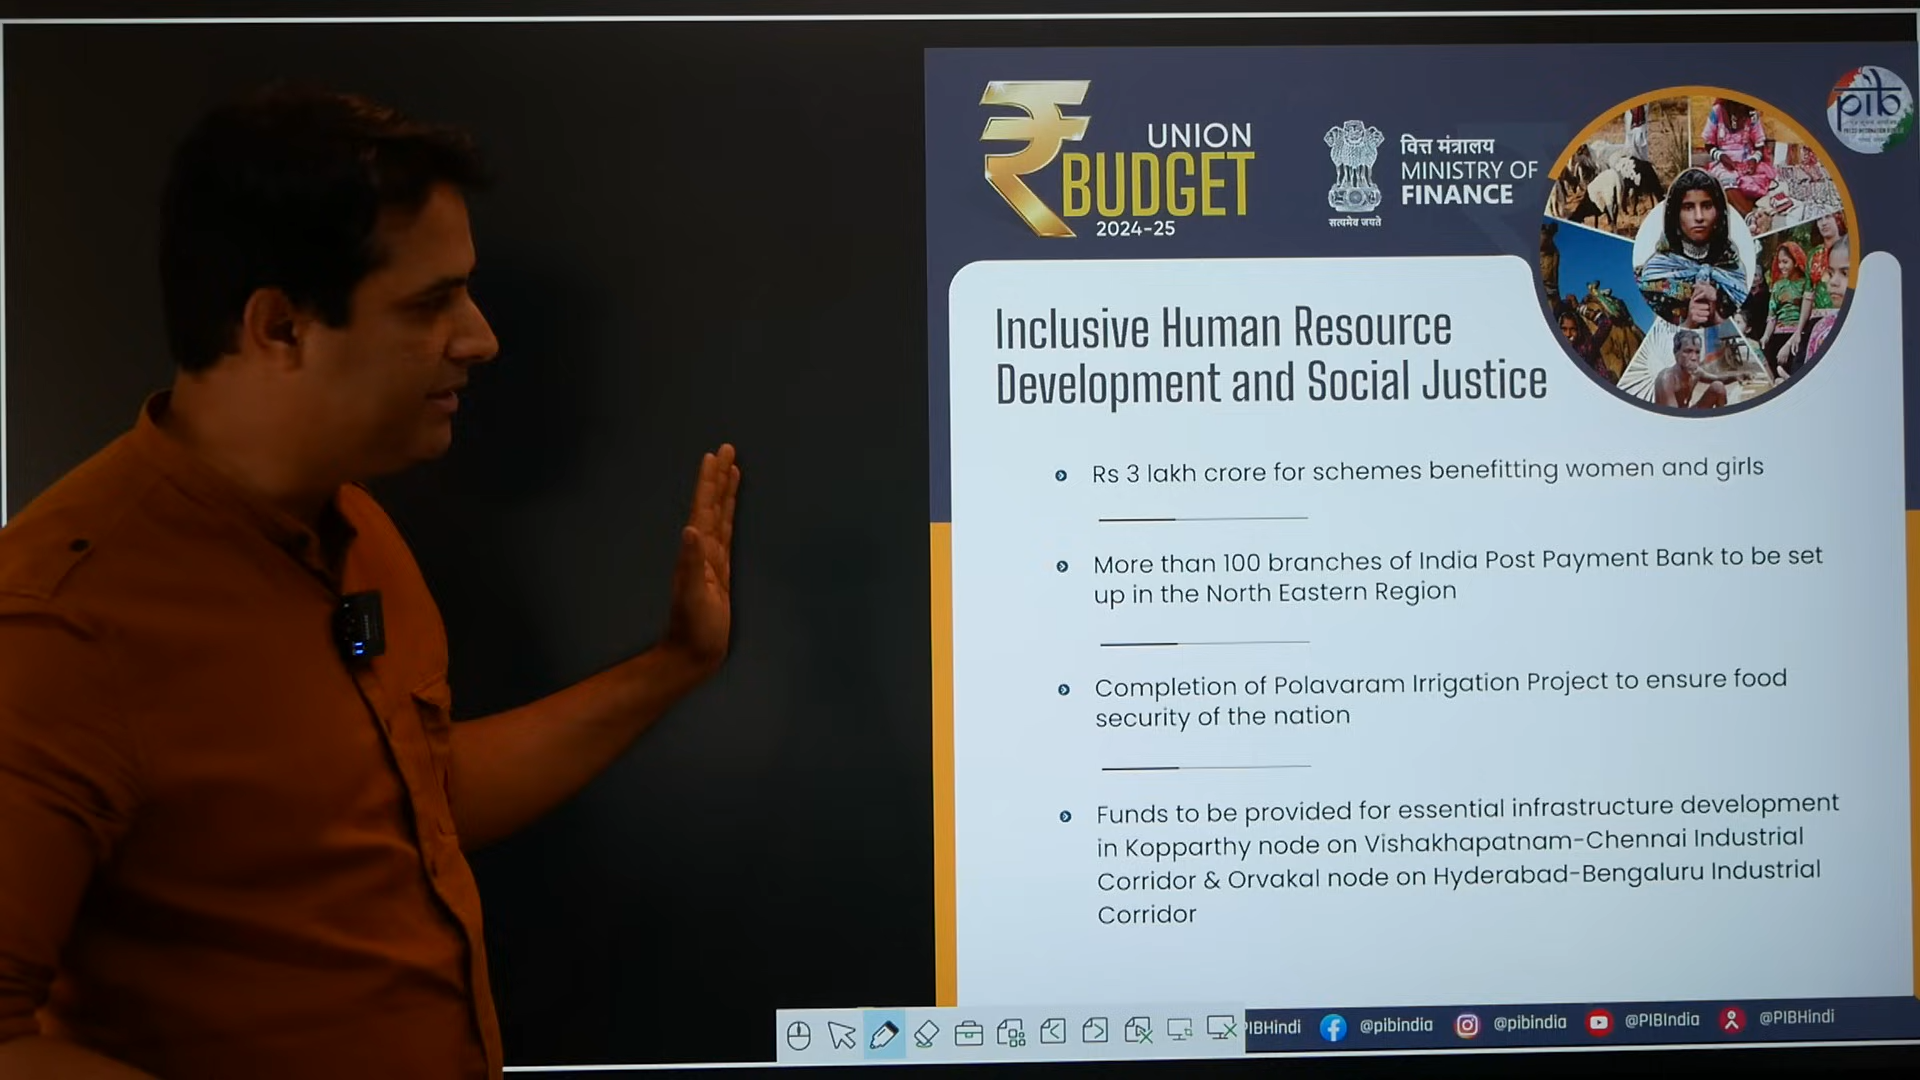 UNION
BUDGET
2024-25
सत्यमेव जयते
वित्त मंत्रालय
MINISTRY OF
FINANCE
pib
Inclusive Human Resource
Development and Social Justice
Rs 3 lakh crore for schemes benefitting women and girls
More than 100 branches of India Post Payment Bank to be set
up in the North Eastern Region
Completion of Polavaram Irrigation Project to ensure food
security of the nation
Funds to be provided for essential infrastructure development
in Kopparthy node on Vishakhapatnam-Chennai Industrial
Corridor & Orvakal node on Hyderabad-Bengaluru Industrial
Corridor
PIBHindi @pibindia @pibindia @PIBIndia @PIBHindi